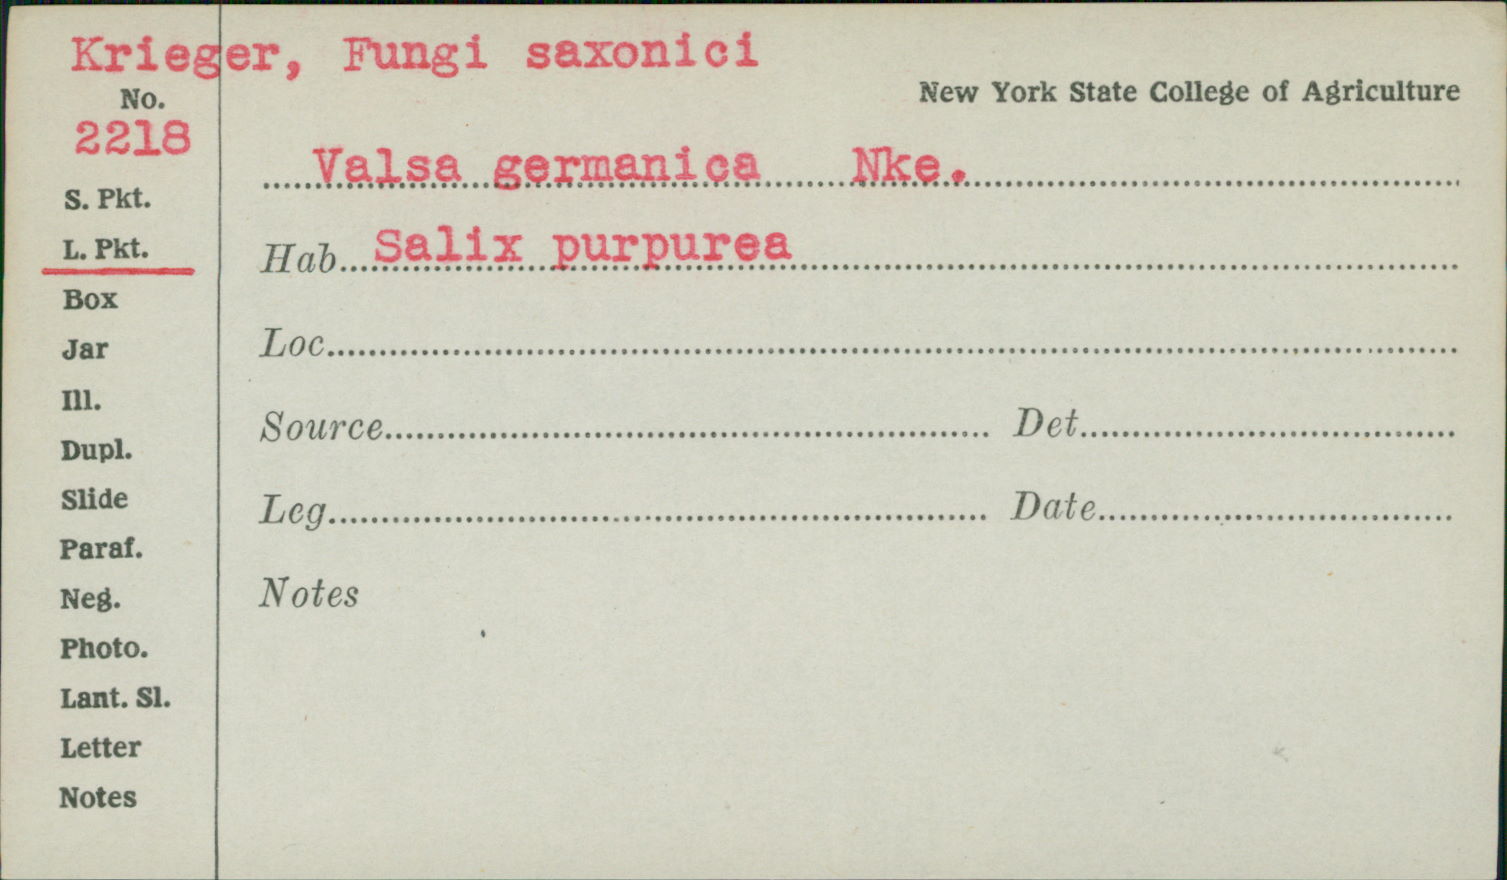 Krieger, Fungi saxonici
New York State College of Agriculture
No.
2218
Valsa germanica Nke.
S. Pkt.
L. Pkt.
Hab. Salix purpurea
Box
Jar
Loc.
Ill.
Source
Det.
Dupl.
Slide
Leg.
Date
Paraf.
Neg.
Notes
Photo.
Lant. Sl.
Letter
Notes